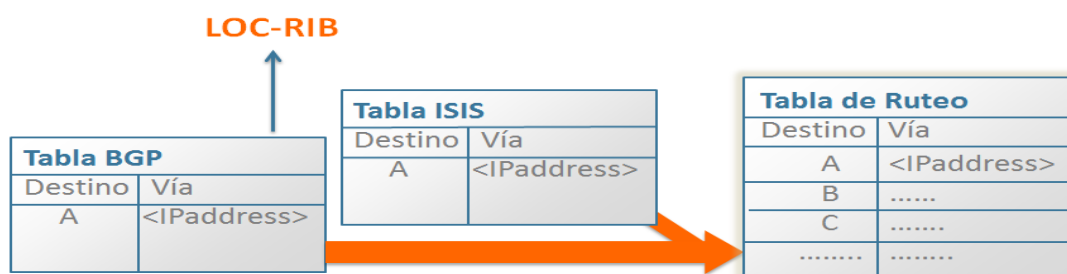 LOC-RIB
Tabla BGP
Destino Vía
A <IPaddress>
Tabla ISIS
Destino Vía
A <IPaddress>
Tabla de Ruteo
Destino Vía
A <IPaddress>
B ......
C .......
........ ........